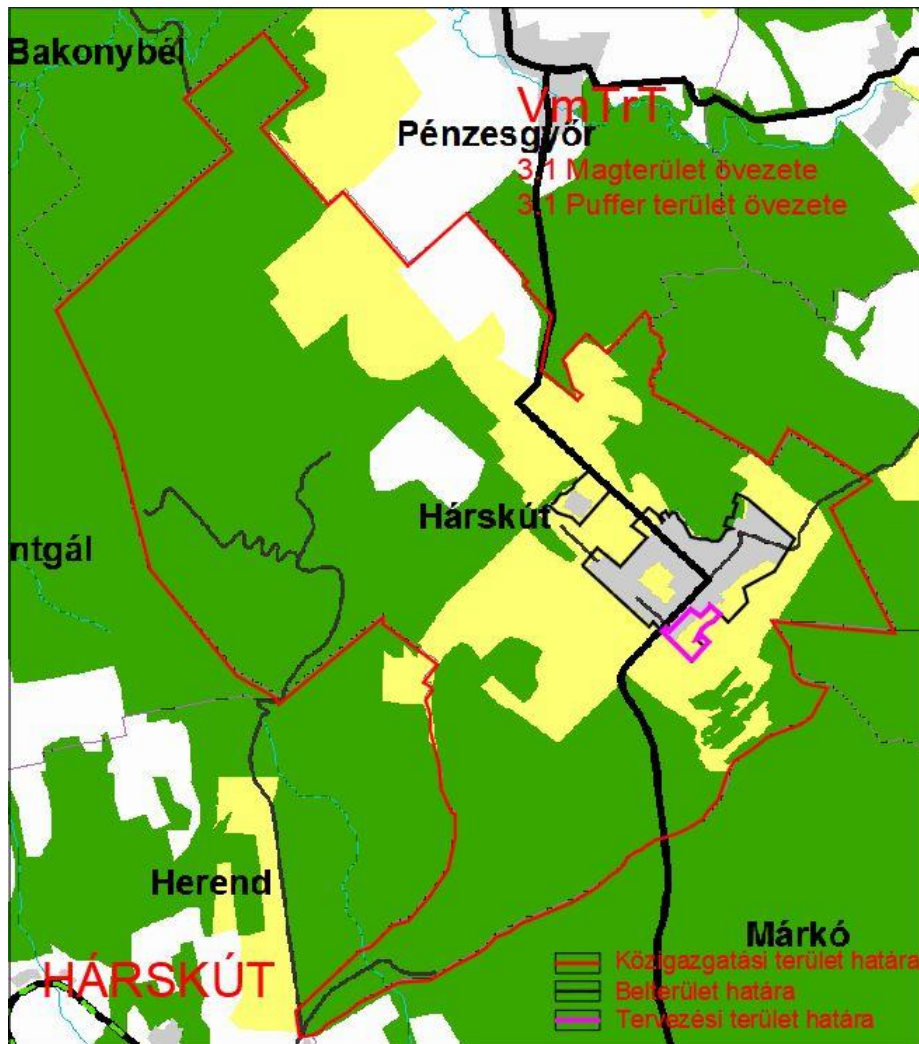 Bakonybél
VmTrT
Pénzesgyőr
3.1 Magterület övezete
3.1 Puffer terület övezete
Hárskút
ntgál
Herend
Márkó
HÁRSKÚT
Közigazgatási terület határa
Belterület határa
Tervezési terület határa